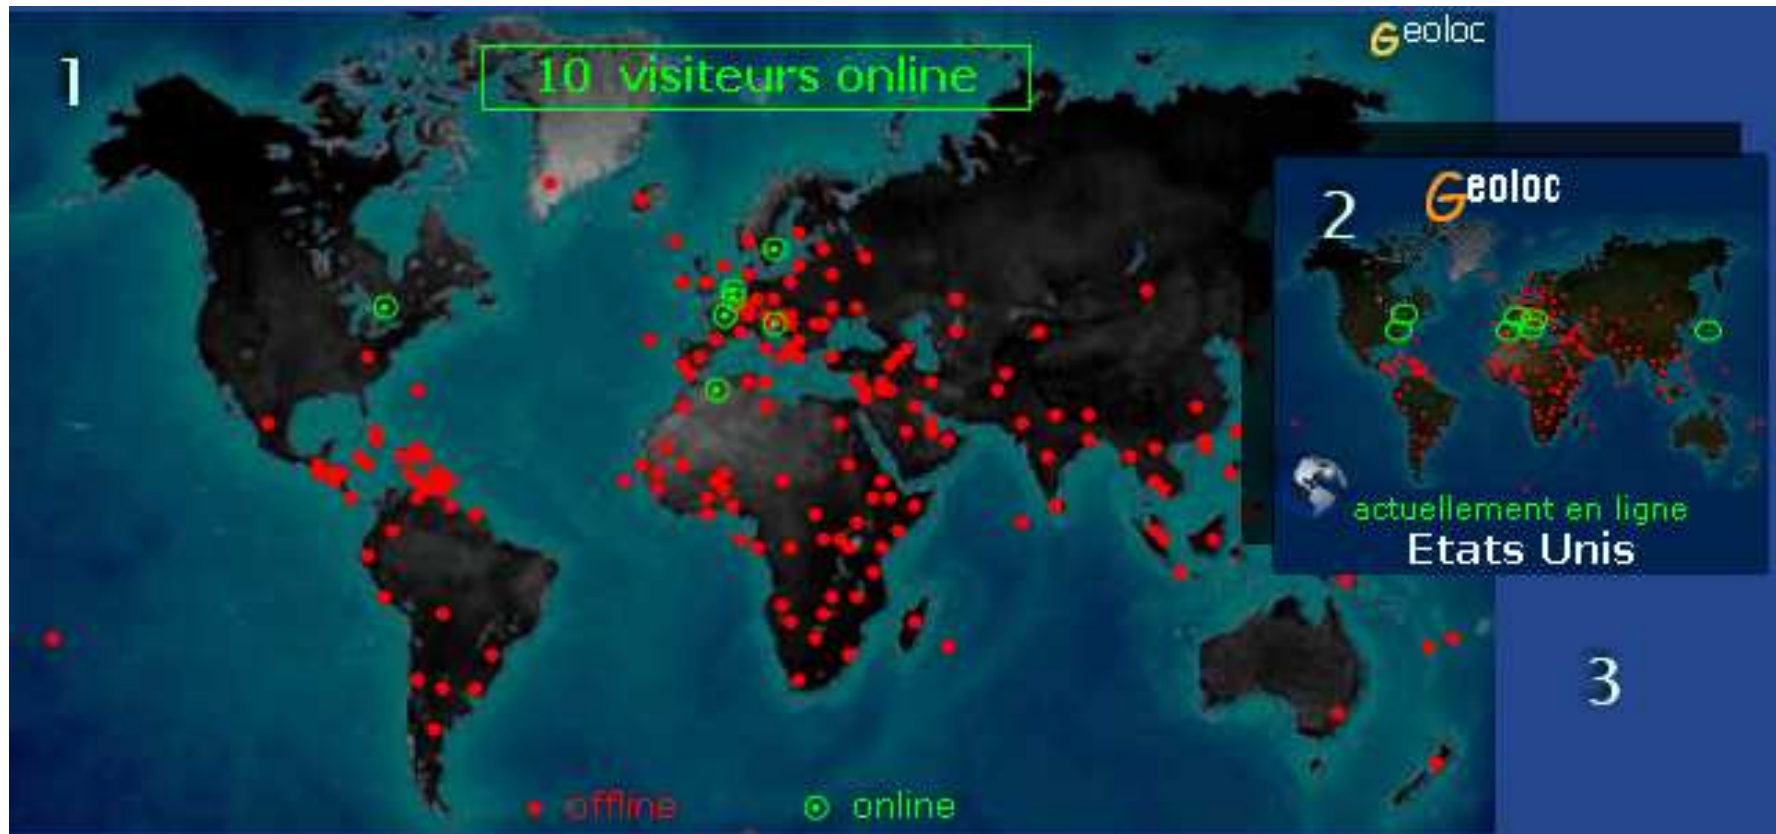 1
10 visiteurs online
Geoloc
2
Geoloc
actuellement en ligne
Etats Unis
3
offline
online